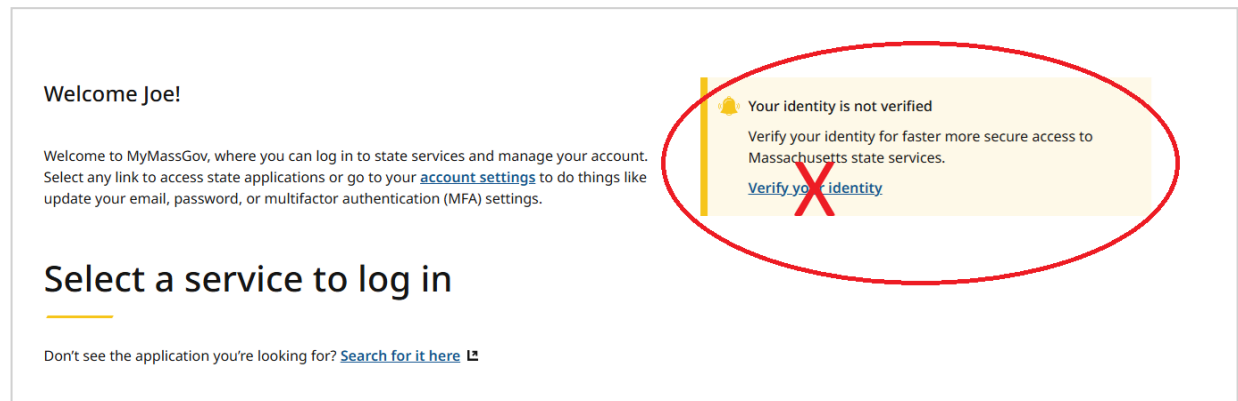 Welcome Joe!
Your identity is not verified
Verify your identity for faster more secure access to
Massachusetts state services.
Verify your identity
X
Welcome to MyMassGov, where you can log in to state services and manage your account.
Select any link to access state applications or go to your account settings to do things like
update your email, password, or multifactor authentication (MFA) settings.
Select a service to log in
Don’t see the application you’re looking for? Search for it here